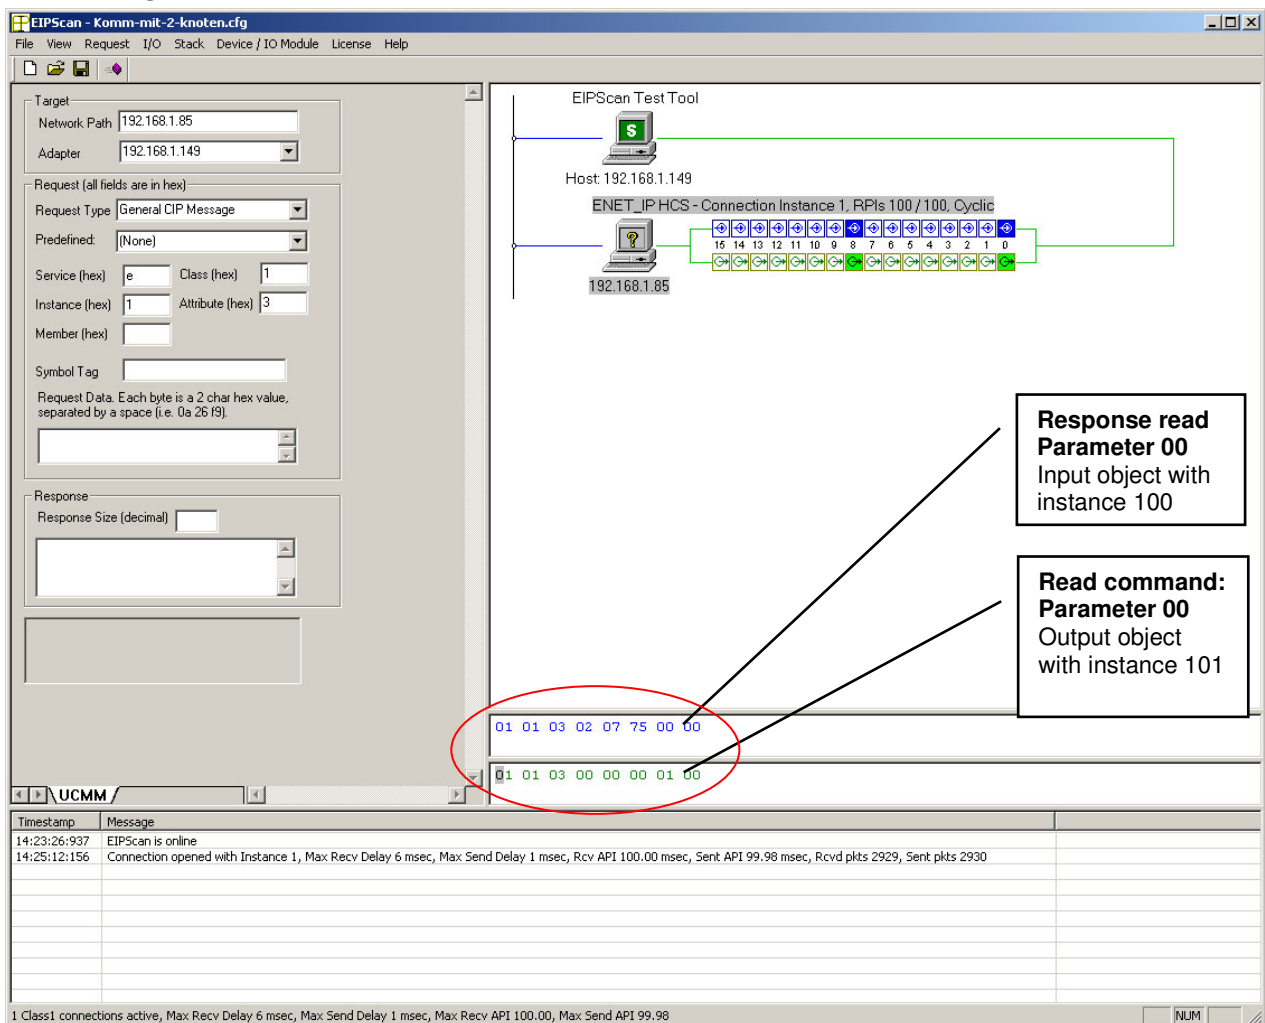 EIPScan - Komm-mit-2-knoten.cfg
File View Request I/O Stack Device / IO Module License Help
Target
Network Path 192.168.1.85
Adapter 192.168.1.149
Request (all fields are in hex)
Request Type General CIP Message
Predefined: (None)
Service (hex) e Class (hex) 1
Instance (hex) 1 Attribute (hex) 3
Member (hex)
Symbol Tag
Request Data. Each byte is a 2 char hex value,
separated by a space (i.e. 0a 26 f9).
Response
Response Size (decimal)
UCMM
EIPScan Test Tool
S
Host: 192.168.1.149
ENET_IP HCS - Connection Instance 1, RPIs 100 / 100, Cyclic
?
15 14 13 12 11 10 9 8 7 6 5 4 3 2 1 0
192.168.1.85
Response read
Parameter 00
Input object with
instance 100
Read command:
Parameter 00
Output object
with instance 101
01 01 03 02 07 75 00 00
01 01 03 00 00 00 01 00
Timestamp Message
14:23:26:937 EIPScan is online
14:25:12:156 Connection opened with Instance 1, Max Recv Delay 6 msec, Max Send Delay 1 msec, Rcv API 100.00 msec, Sent API 99.98 msec, Rcvd pkts 2929, Sent pkts 2930
1 Class1 connections active, Max Recv Delay 6 msec, Max Send Delay 1 msec, Max Recv API 100.00, Max Send API 99.98
NUM